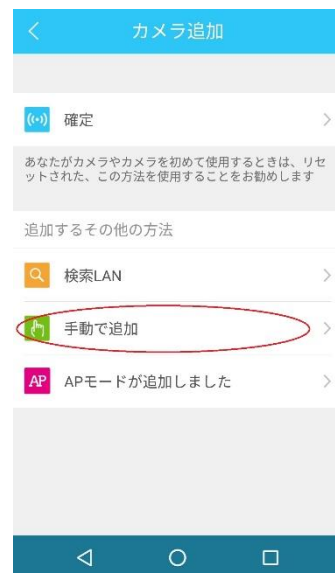 カメラ追加
確定
あなたがカメラやカメラを初めて使用するときは、リセ
ットされた、この方法を使用することをお勧めします
追加するその他の方法
検索LAN
手動で追加
AP APモードが追加しました